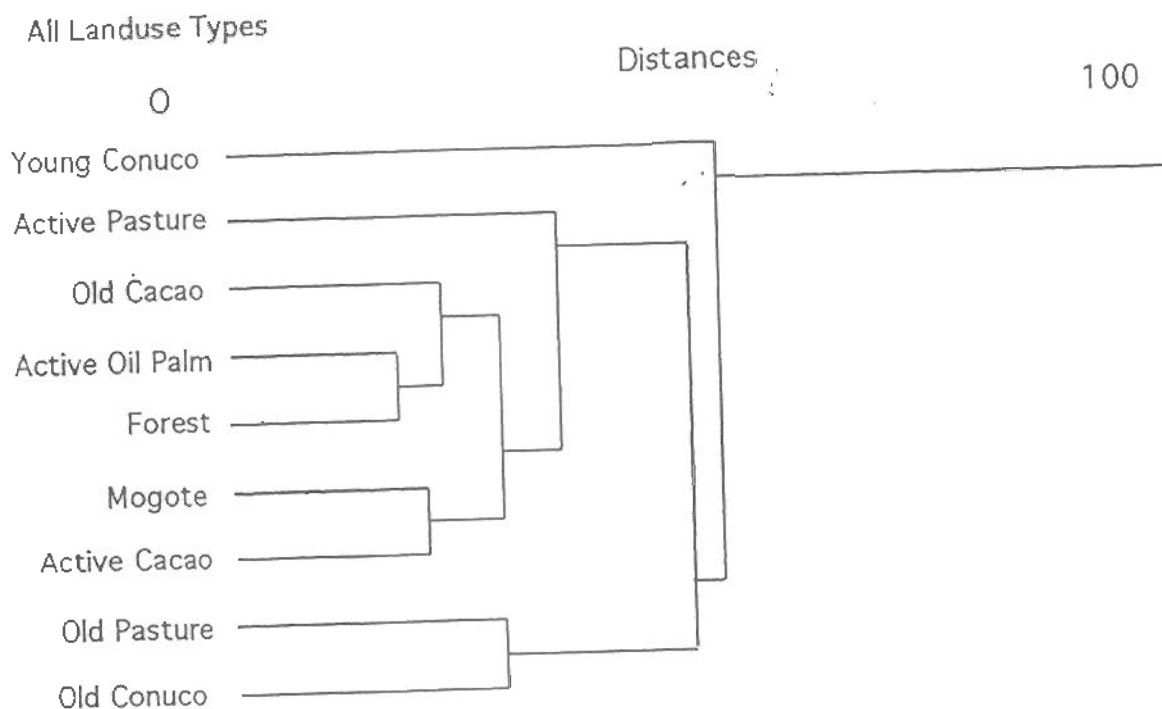 All Landuse Types
Distances
0
100
Young Conuco
Active Pasture
Old Cacao
Active Oil Palm
Forest
Mogote
Active Cacao
Old Pasture
Old Conuco